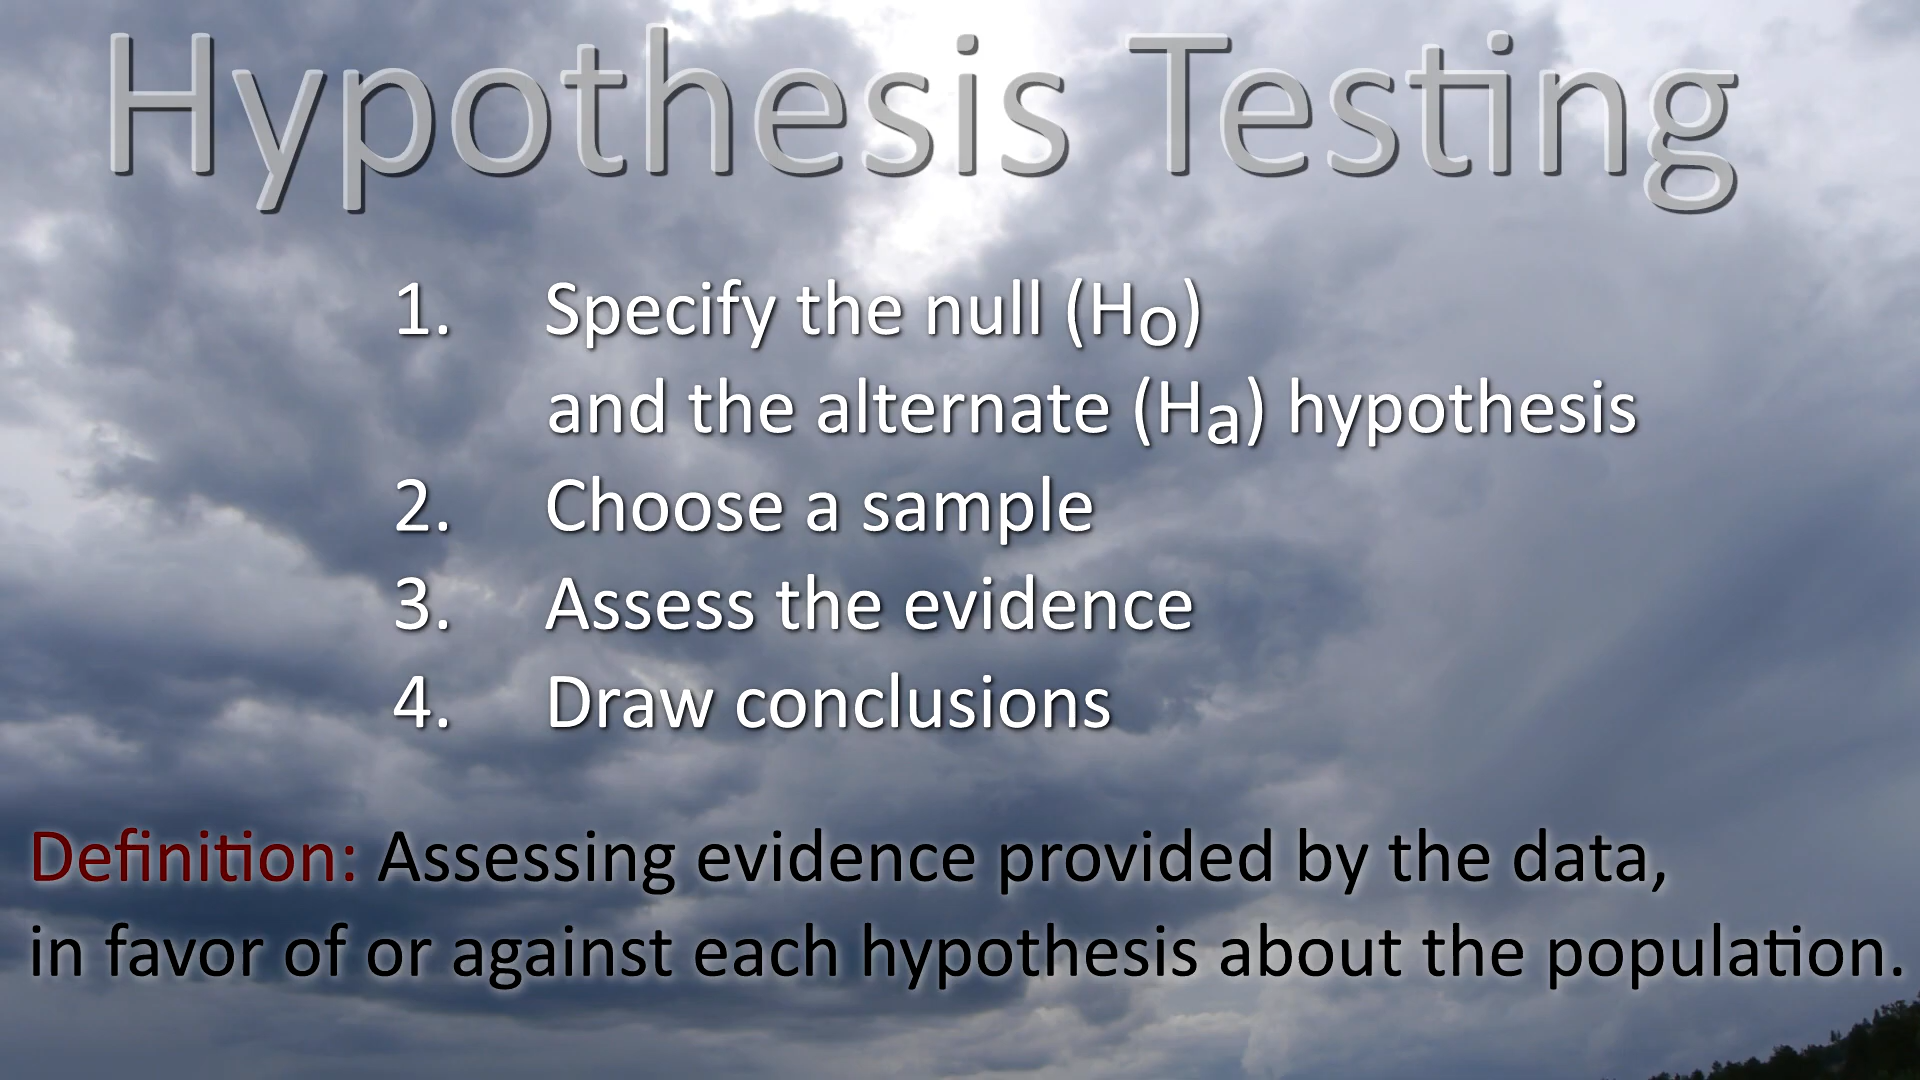 Hypothesis Testing
1. Specify the null (Ho)
and the alternate (Ha) hypothesis
2. Choose a sample
3. Assess the evidence
4. Draw conclusions
Definition: Assessing evidence provided by the data,
in favor of or against each hypothesis about the population.